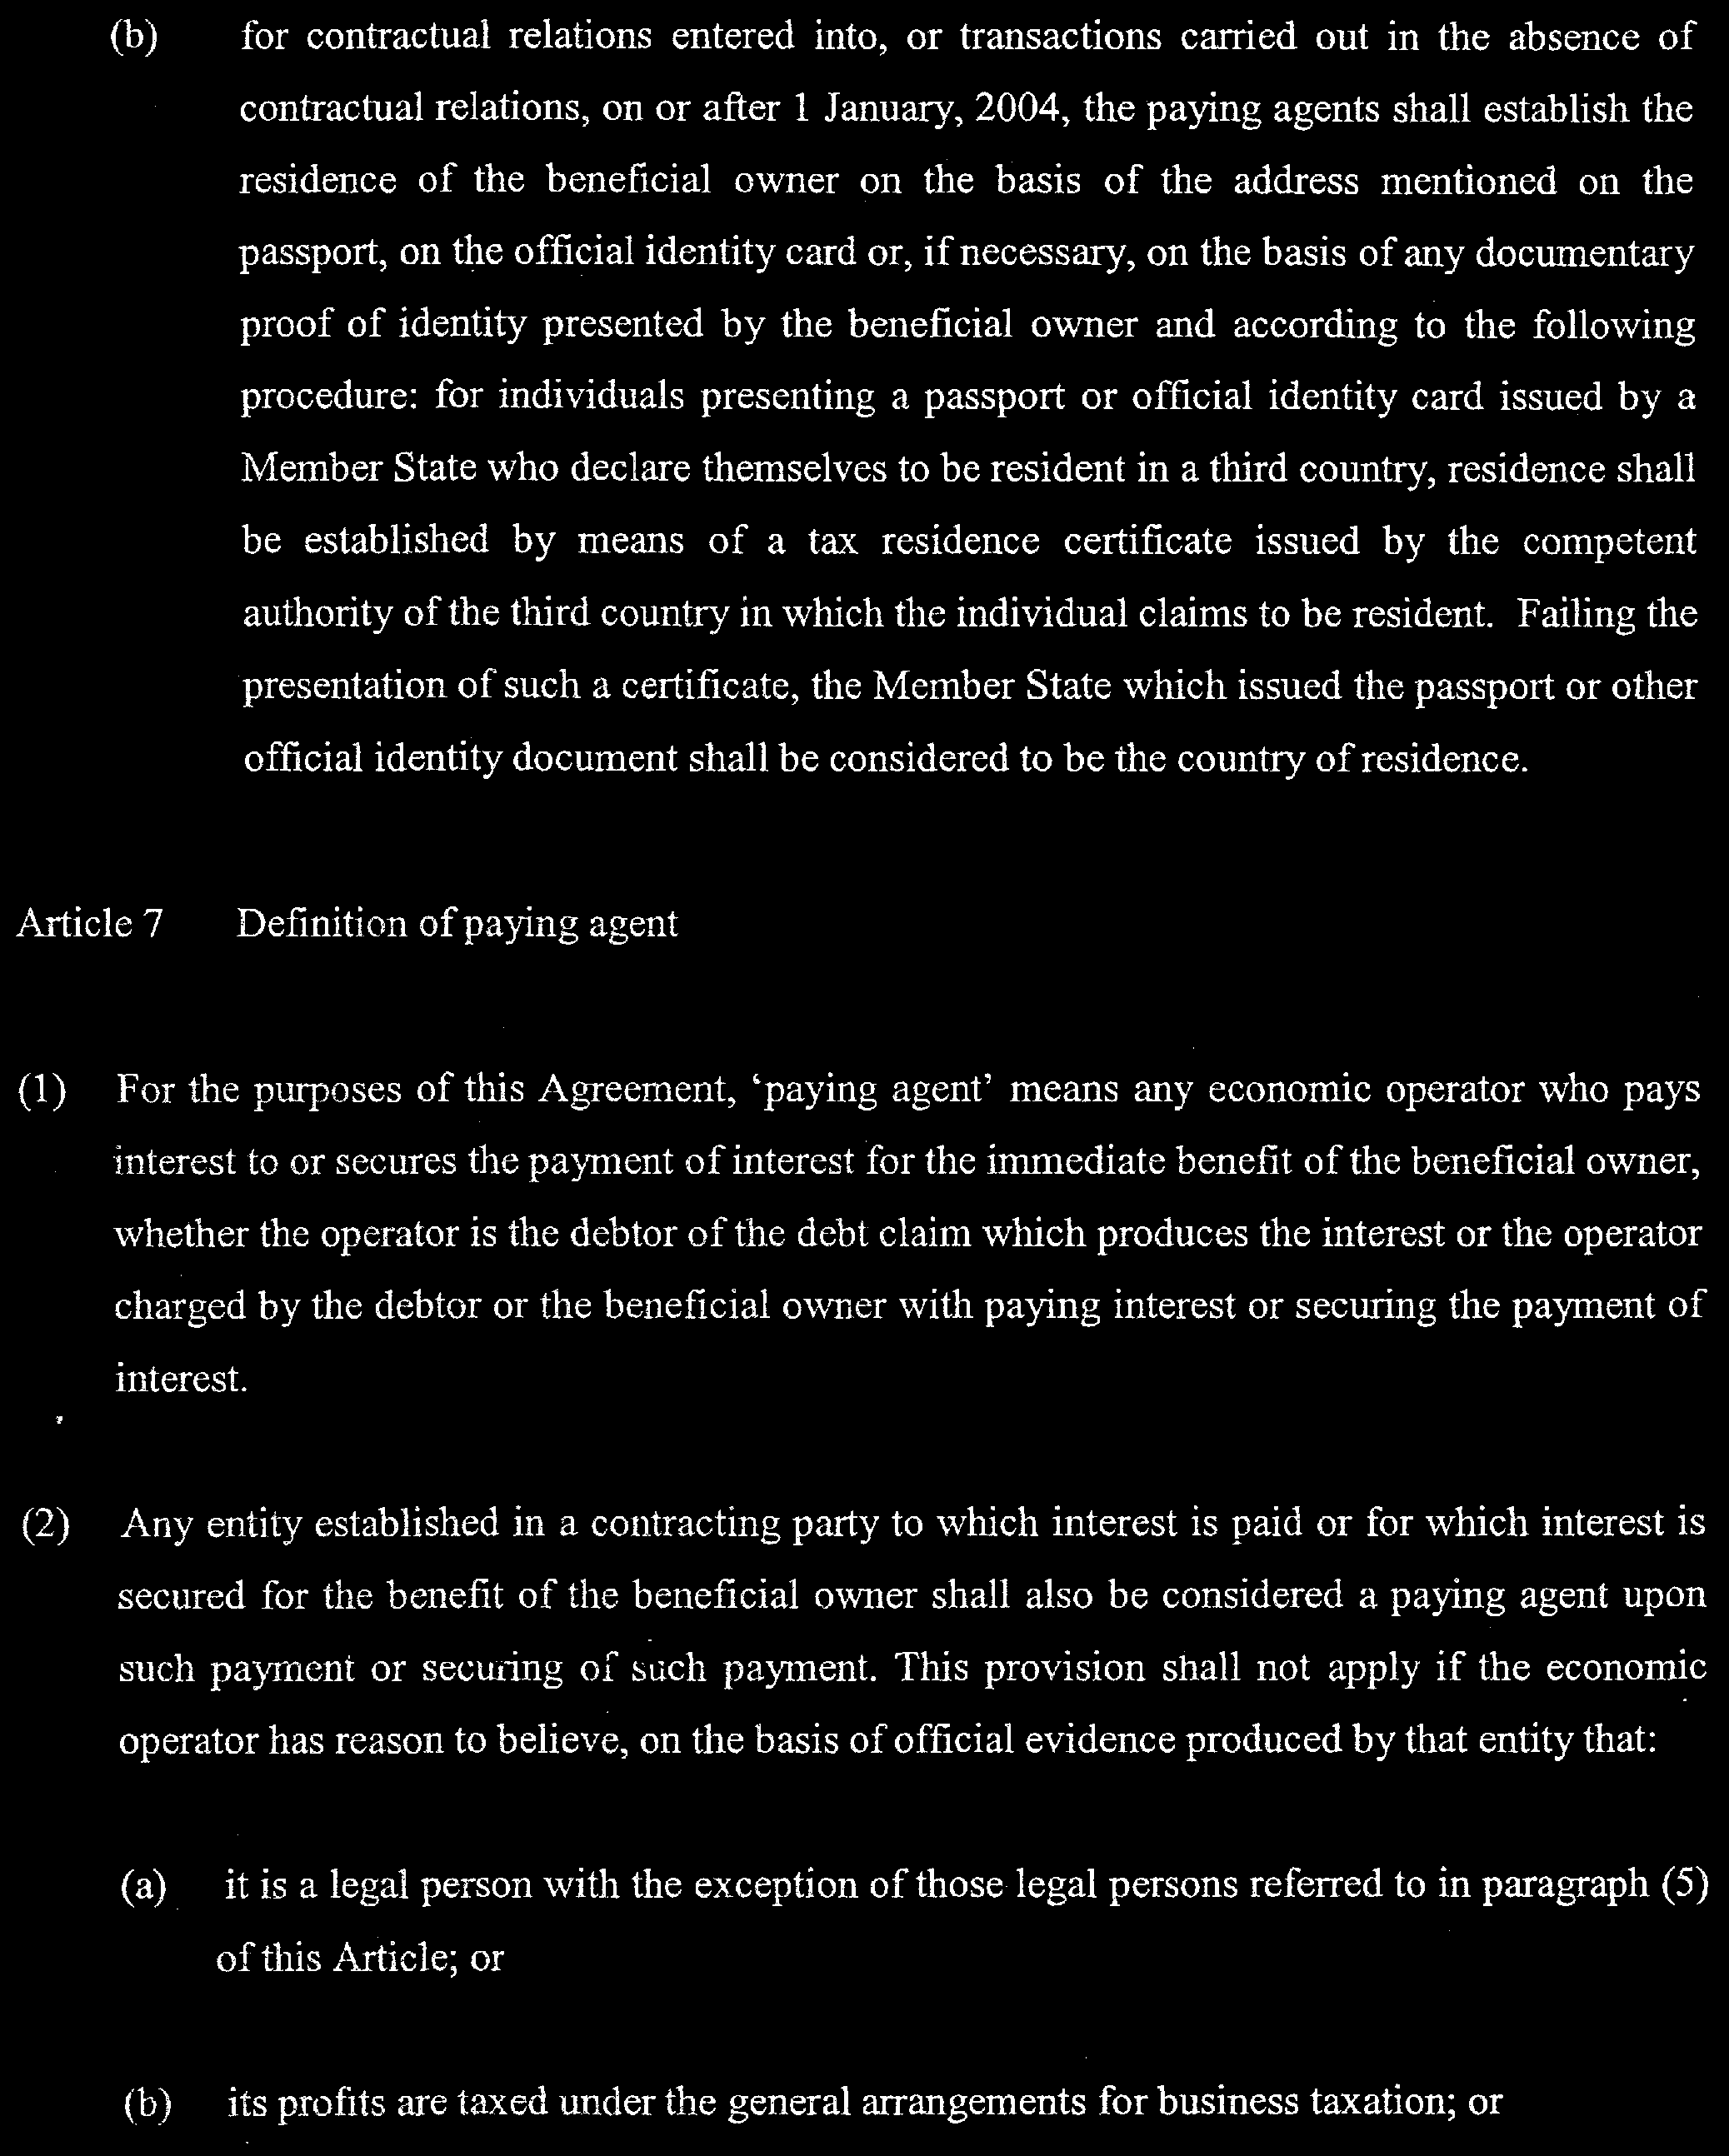 (b) for contractual relations entered into, or transactions carried out in the absence of
contractual relations, on or after 1 January, 2004, the paying agents shall establish the
residence of the beneficial owner on the basis of the address mentioned on the
passport, on the official identity card or, if necessary, on the basis of any documentary
proof of identity presented by the beneficial owner and according to the following
procedure: for individuals presenting a passport or official identity card issued by a
Member State who declare themselves to be resident in a third country, residence shall
be established by means of a tax residence certificate issued by the competent
authority of the third country in which the individual claims to be resident. Failing the
presentation of such a certificate, the Member State which issued the passport or other
official identity document shall be considered to be the country of residence.
Article 7 Definition of paying agent
(1) For the purposes of this Agreement, ‘paying agent’ means any economic operator who pays
interest to or secures the payment of interest for the immediate benefit of the beneficial owner,
whether the operator is the debtor of the debt claim which produces the interest or the operator
charged by the debtor or the beneficial owner with paying interest or securing the payment of
interest.
(2) Any entity established in a contracting party to which interest is paid or for which interest is
secured for the benefit of the beneficial owner shall also be considered a paying agent upon
such payment or securing of such payment. This provision shall not apply if the economic
operator has reason to believe, on the basis of official evidence produced by that entity that:
(a) it is a legal person with the exception of those legal persons referred to in paragraph (5)
of this Article; or
(b) its profits are taxed under the general arrangements for business taxation; or